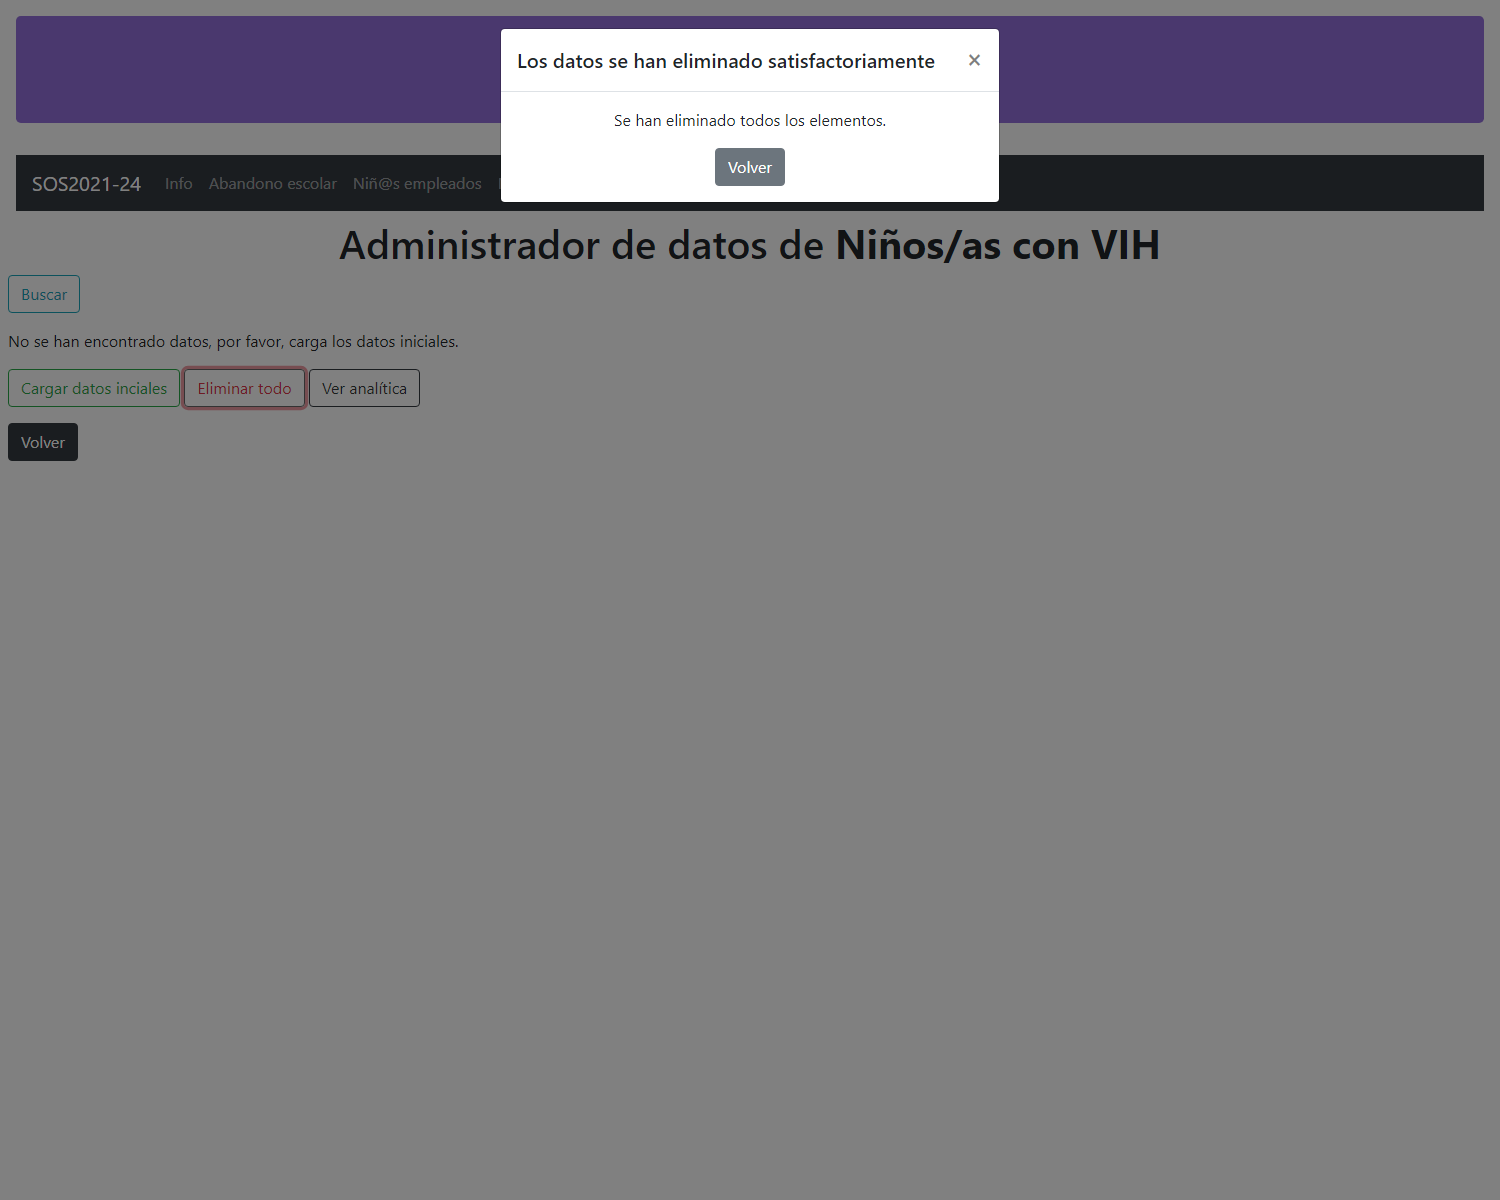 Los datos se han eliminado satisfactoriamente ×
Se han eliminado todos los elementos.
Volver
SOS2021-24 Info Abandono escolar Niñ@s empleados
Administrador de datos de Niños/as con VIH
Buscar
No se han encontrado datos, por favor, carga los datos iniciales.
Cargar datos inciales Eliminar todo Ver analítica
Volver